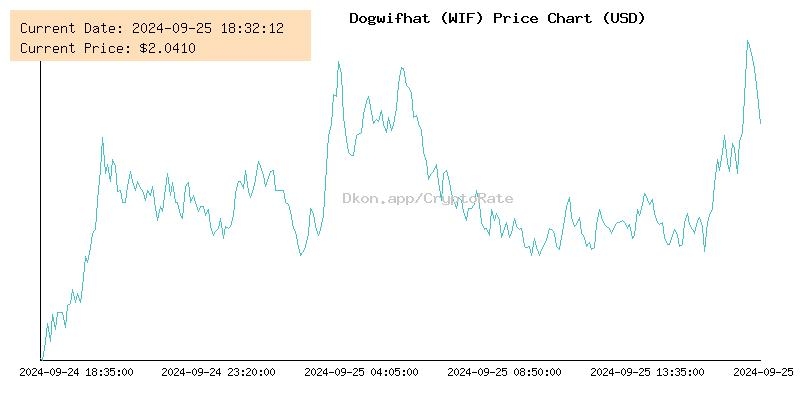 Dogwifhat (WIF) Price Chart (USD)
Current Date: 2024-09-25 18:32:12
Current Price: $2.0410
Dkon.app/CryptoRate
2024-09-24 18:35:00 2024-09-24 23:20:00 2024-09-25 04:05:00 2024-09-25 08:50:00 2024-09-25 13:35:00 2024-09-25